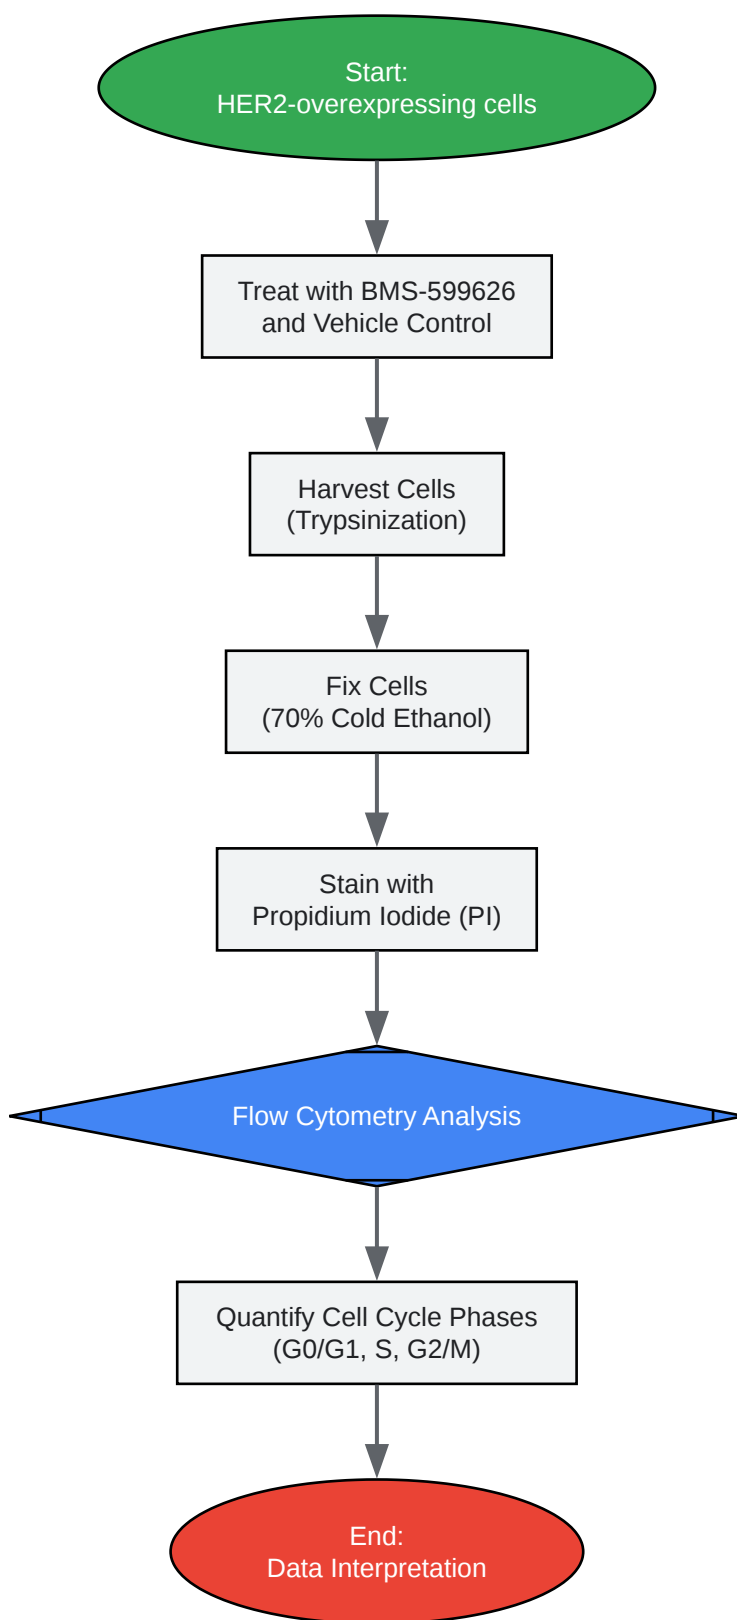 Start:
HER2-overexpressing cells
Treat with BMS-599626
and Vehicle Control
Harvest Cells
(Trypsinization)
Fix Cells
(70% Cold Ethanol)
Stain with
Propidium Iodide (PI)
Flow Cytometry Analysis
Quantify Cell Cycle Phases
(G0/G1, S, G2/M)
End:
Data Interpretation